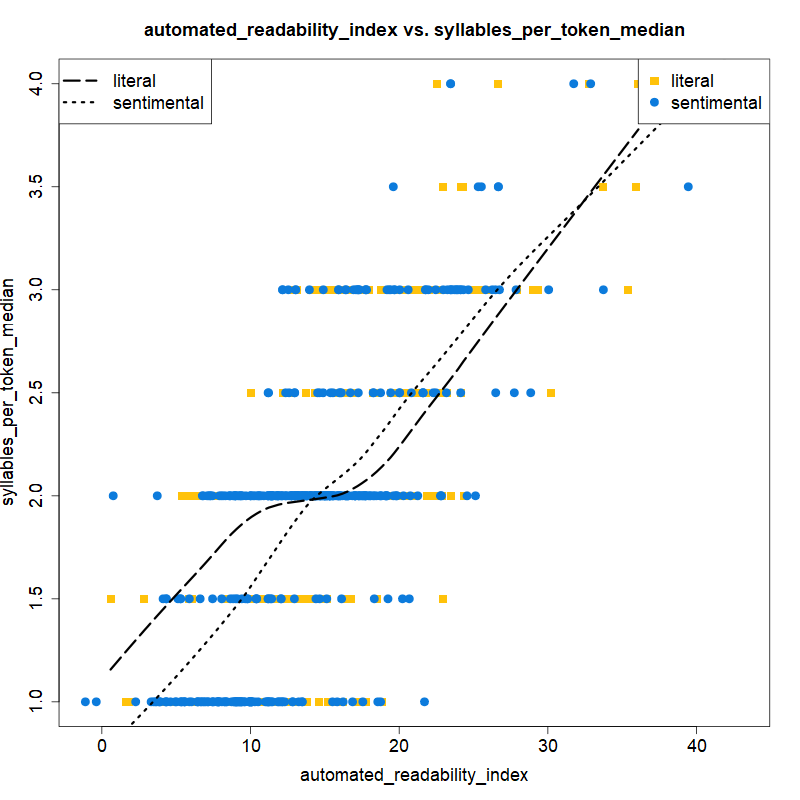 automated_readability_index vs. syllables_per_token_median
literal
sentimental
literal
sentimental
syllables_per_token_median
4.0
3.5
3.0
2.5
2.0
1.5
1.0
0
10
20
30
40
automated_readability_index